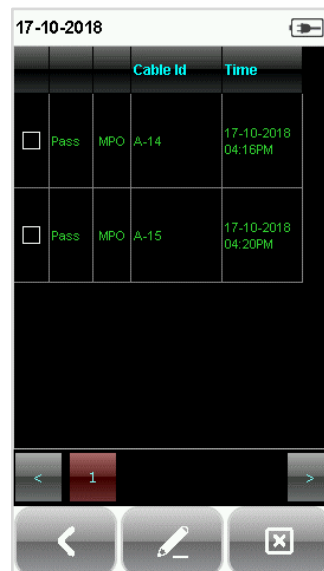 17-10-2018
Cable Id Time
Pass MPO A-14 17-10-2018
04:16PM
Pass MPO A-15 17-10-2018
04:20PM
< 1 >